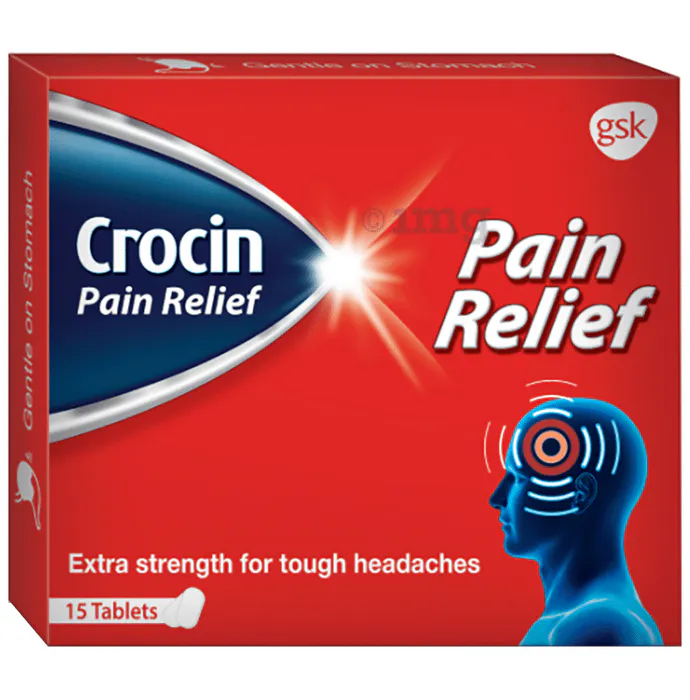 Gentle on Stomach
Gentle on Stomach
gsk
Crocin
Pain Relief
1mg
Pain
Relief
Extra strength for tough headaches
15 Tablets